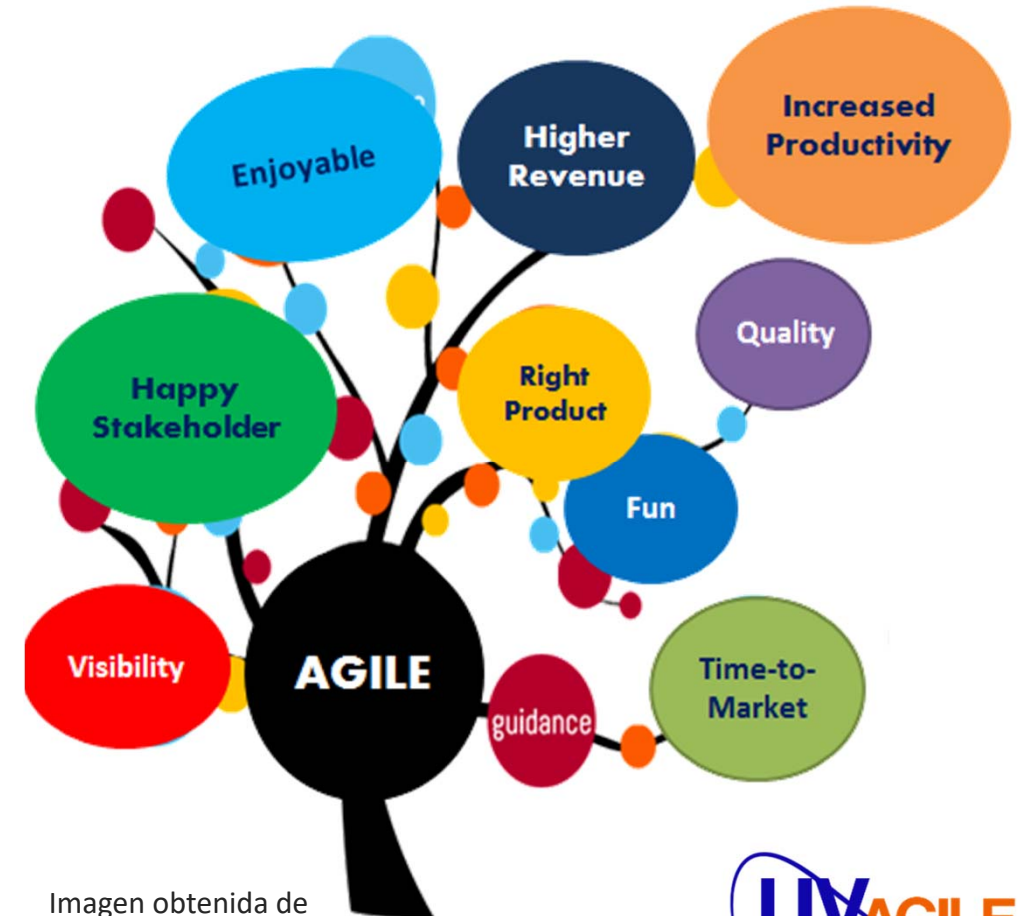 Increased
Productivity
Higher
Revenue
Enjoyable
Quality
Right
Product
Happy
Stakeholder
Fun
Visibility
AGILE
guidance
Time-to-
Market
Imagen obtenida de
UVAGILE